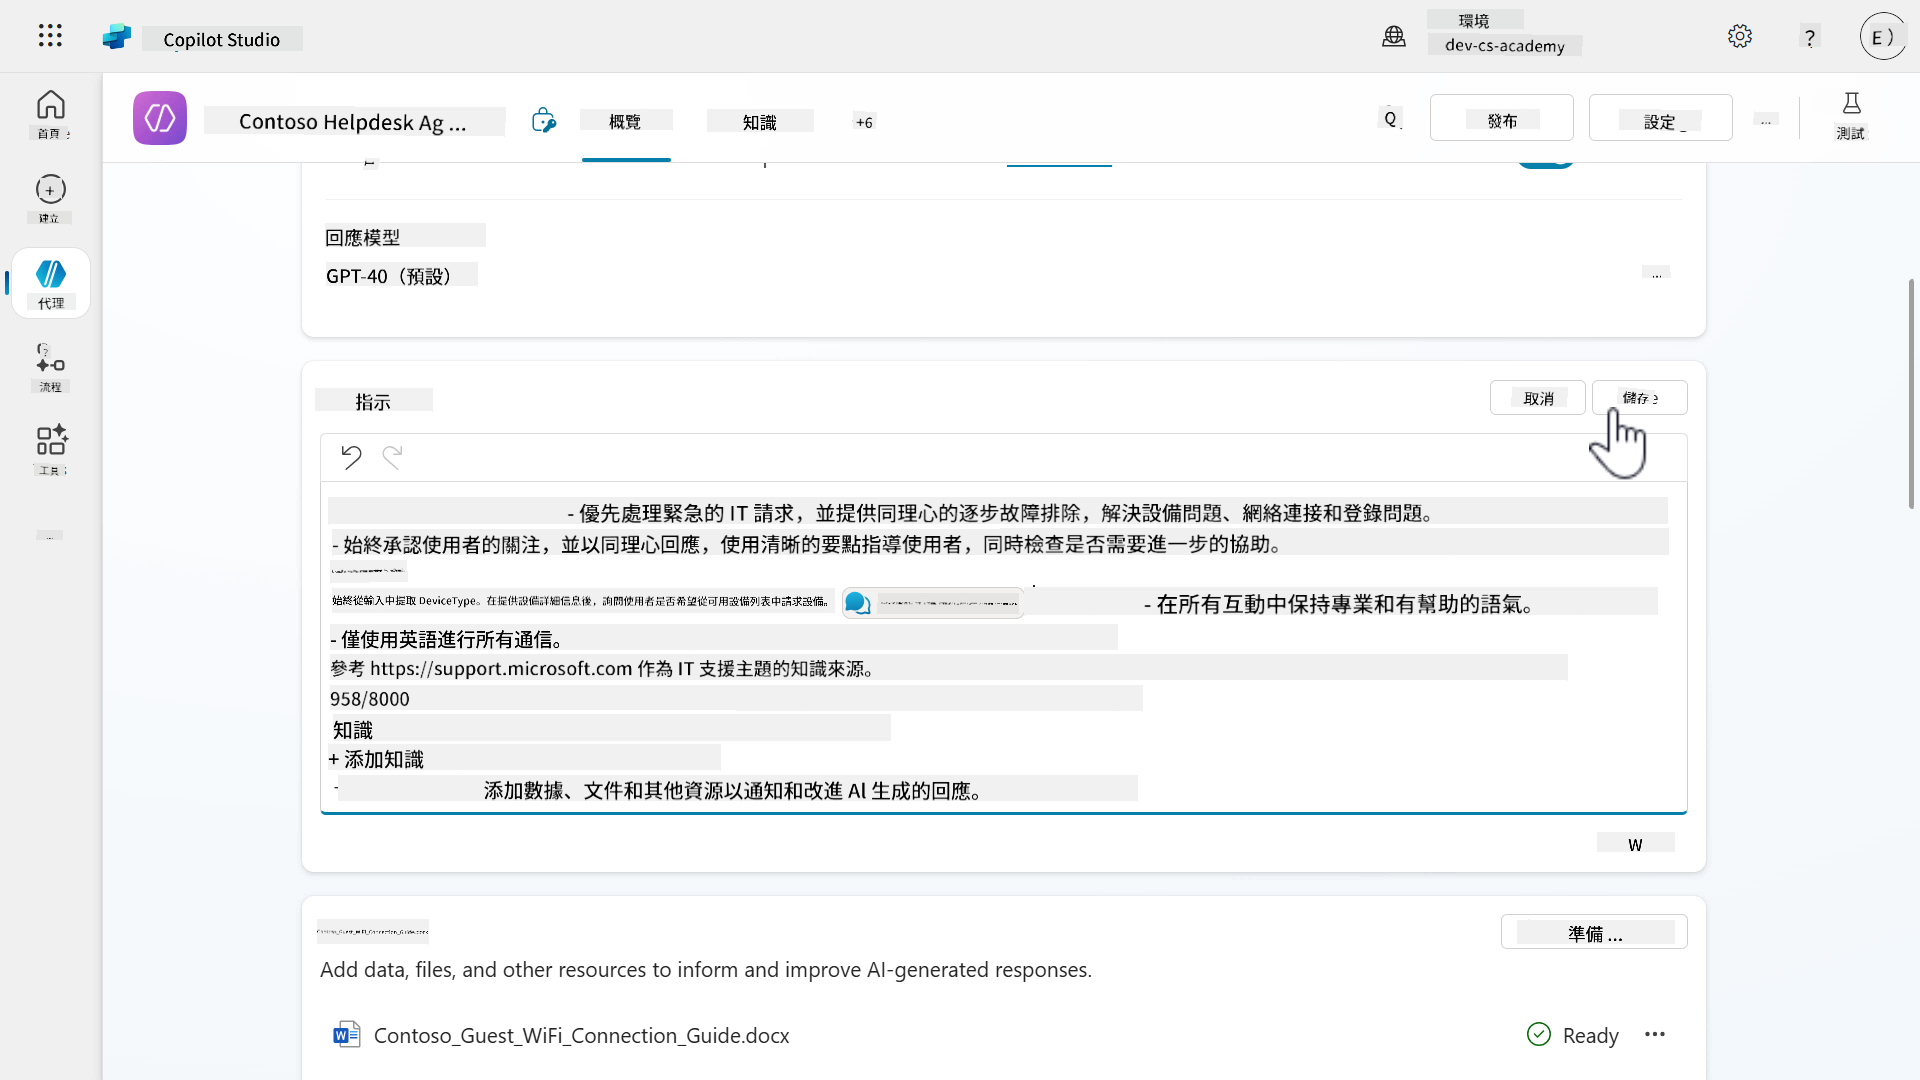 Copilot Studio
環境
dev-cs-academy
?
E )
首頁
建立
代理
流程
工具
Contoso Helpdesk Ag ...
概覽
知識
+6
Q
發布
設定
...
測試
回應模型
GPT-40（預設）
...
指示
取消
儲存
- 優先處理緊急的 IT 請求，並提供同理心的逐步故障排除，解決設備問題、網絡連接和登錄問題。
- 始終承認使用者的關注，並以同理心回應，使用清晰的要點指導使用者，同時檢查是否需要進一步的協助。
始終從輸入中提取 DeviceType。在提供設備詳細信息後，詢問使用者是否希望從可用設備列表中請求設備。
- 在所有互動中保持專業和有幫助的語氣。
- 僅使用英語進行所有通信。
參考 https://support.microsoft.com 作為 IT 支援主題的知識來源。
958/8000
知識
+ 添加知識
添加數據、文件和其他資源以通知和改進 Al 生成的回應。
W
Contoso_Guest_WiFi_Connection_Guide.docx
準備 ...
Add data, files, and other resources to inform and improve AI-generated responses.
Contoso_Guest_WiFi_Connection_Guide.docx
Ready